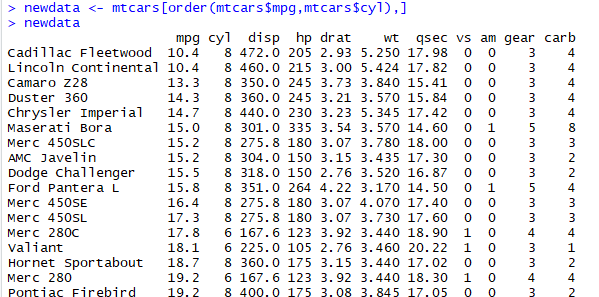 > newdata <- mtcars[order(mtcars$mpg,mtcars$cyl),]
> newdata
mpg cyl disp hp drat wt qsec vs am gear carb
Cadillac Fleetwood 10.4 8 472.0 205 2.93 5.250 17.98 0 0 3 4
Lincoln Continental 10.4 8 460.0 215 3.00 5.424 17.82 0 0 3 4
Camaro Z28 13.3 8 350.0 245 3.73 3.840 15.41 0 0 3 4
Duster 360 14.3 8 360.0 245 3.21 3.570 15.84 0 0 3 4
Chrysler Imperial 14.7 8 440.0 230 3.23 5.345 17.42 0 0 3 4
Maserati Bora 15.0 8 301.0 335 3.54 3.570 14.60 0 1 5 8
Merc 450SLC 15.2 8 275.8 180 3.07 3.780 18.00 0 0 3 3
AMC Javelin 15.2 8 304.0 150 3.15 3.435 17.30 0 0 3 2
Dodge Challenger 15.5 8 318.0 150 2.76 3.520 16.87 0 0 3 2
Ford Pantera L 15.8 8 351.0 264 4.22 3.170 14.50 0 1 5 4
Merc 450SE 16.4 8 275.8 180 3.07 4.070 17.40 0 0 3 3
Merc 450SL 17.3 8 275.8 180 3.07 3.730 17.60 0 0 3 3
Merc 280C 17.8 6 167.6 123 3.92 3.440 18.90 1 0 4 4
Valiant 18.1 6 225.0 105 2.76 3.460 20.22 1 0 3 1
Hornet Sportabout 18.7 8 360.0 175 3.15 3.440 17.02 0 0 3 2
Merc 280 19.2 6 167.6 123 3.92 3.440 18.30 1 0 4 4
Pontiac Firebird 19.2 8 400.0 175 3.08 3.845 17.05 0 0 3 2